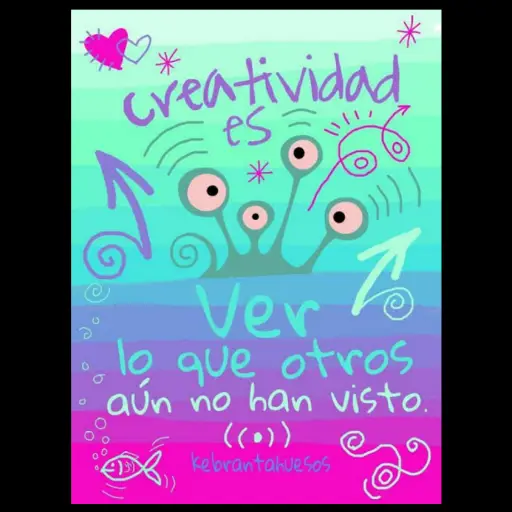 creatividad
es
Ver
lo que otros
aún no han visto.
((•))
kebrantahuesos